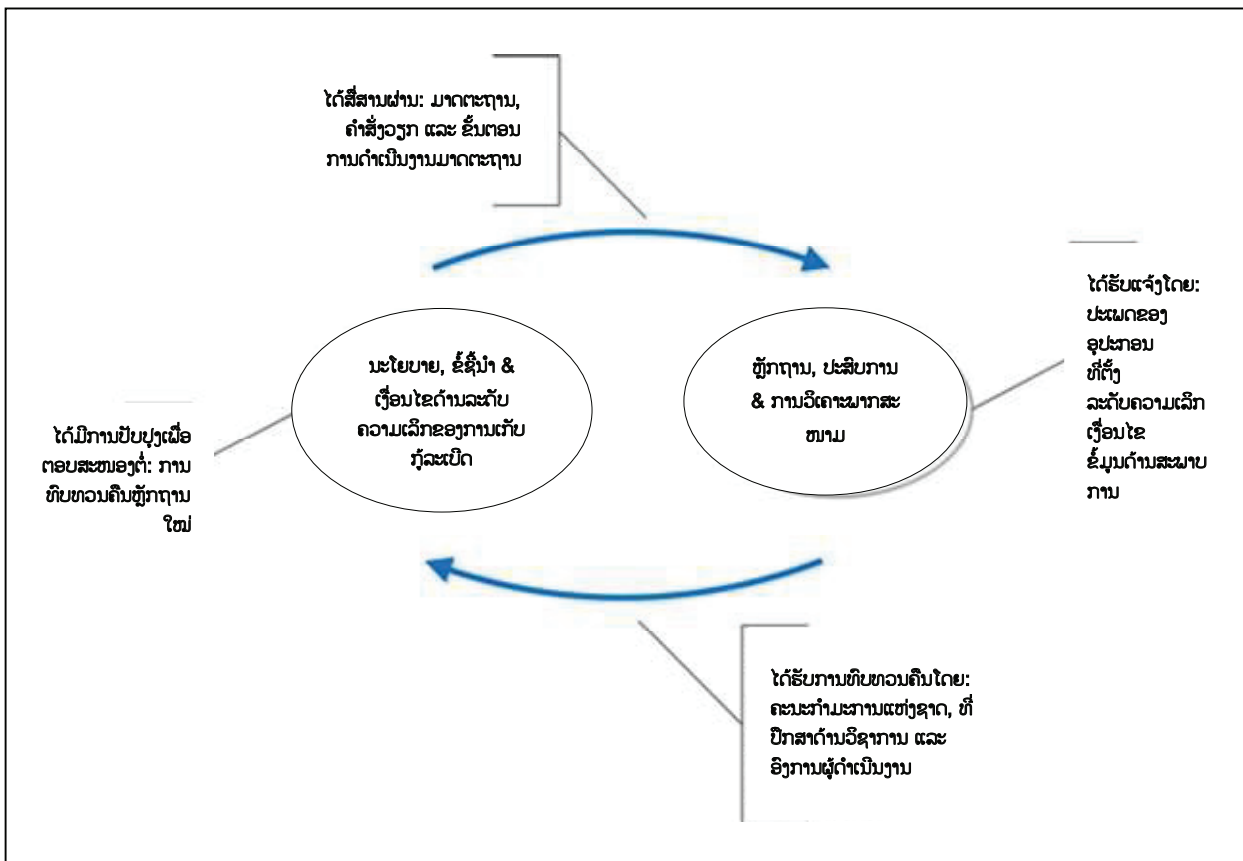 ໄດ້ສື່ສານຜ່ານ: ມາດຕະຖານ,
ຄຳສັ່ງວຽກ ແລະ ຂັ້ນຕອນ
ການດຳເນີນງານມາດຕະຖານ
ນະໂຍບາຍ, ຂໍ້ຊີ້ນຳ &
ເງື່ອນໄຂດ້ານລະດັບ
ຄວາມເລິກຂອງການເກັບ
ກູ້ລະເບີດ
ຫຼັກຖານ, ປະສົບການ
& ການວິເຄາະພາກສະ
ໜາມ
ໄດ້ຮັບແຈ້ງໂດຍ:
ປະເພດຂອງ
ອຸປະກອນ
ທີ່ຕັ້ງ
ລະດັບຄວາມເລິກ
ເງື່ອນໄຂ
ຂໍ້ມູນດ້ານສະພາບ
ການ
ໄດ້ມີການປັບປຸງເພື່ອ
ຕອບສະໜອງຕໍ່: ການ
ທົບທວນຄືນຫຼັກຖານ
ໃໝ່
ໄດ້ຮັບການທົບທວນຄືນໂດຍ:
ຄະນະກຳມະການແຫ່ງຊາດ, ທີ່
ປຶກສາດ້ານວິຊາການ ແລະ
ອົງການຜູ້ດຳເນີນງານ